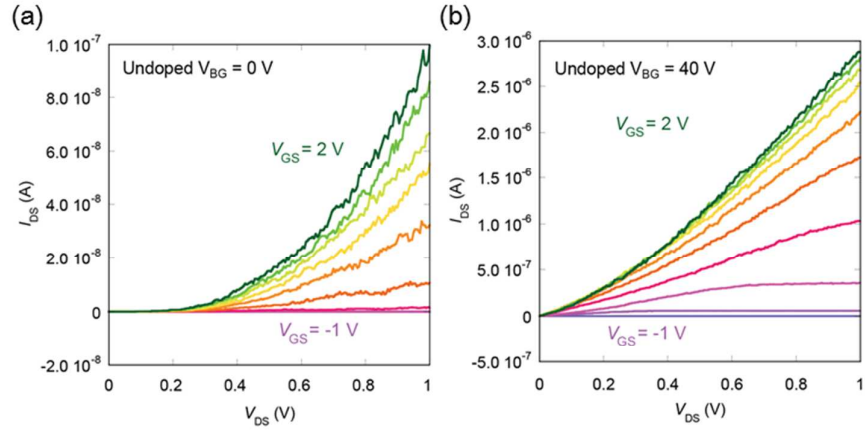 (a)
Undoped V_BG = 0 V
V_GS = 2 V
V_GS = -1 V
1.0 10^-7
8.0 10^-8
6.0 10^-8
4.0 10^-8
2.0 10^-8
0
-2.0 10^-8
I_DS (A)
0 0.2 0.4 0.6 0.8 1
V_DS (V)
(b)
Undoped V_BG = 40 V
V_GS = 2 V
V_GS = -1 V
3.0 10^-6
2.5 10^-6
2.0 10^-6
1.5 10^-6
1.0 10^-6
5.0 10^-7
0
-5.0 10^-7
I_DS (A)
0 0.2 0.4 0.6 0.8 1
V_DS (V)